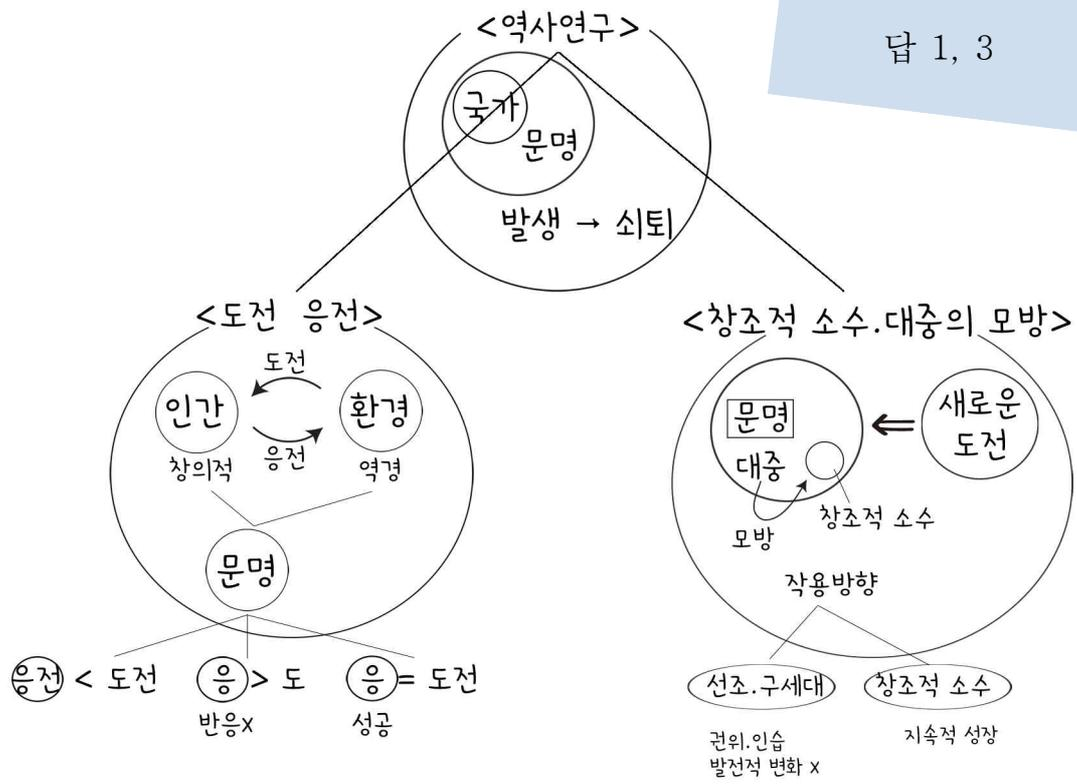 <역사연구>
답 1, 3
국가
문명
발생 → 쇠퇴
<도전 응전>
도전
인간
환경
응전
창의적
역경
문명
응전 < 도전
응 > 도
응 = 도전
반응x
성공
<창조적 소수.대중의 모방>
문명
새로운
도전
대중
창조적 소수
모방
작용방향
선조.구세대
창조적 소수
권위.인습
발전적 변화 x
지속적 성장